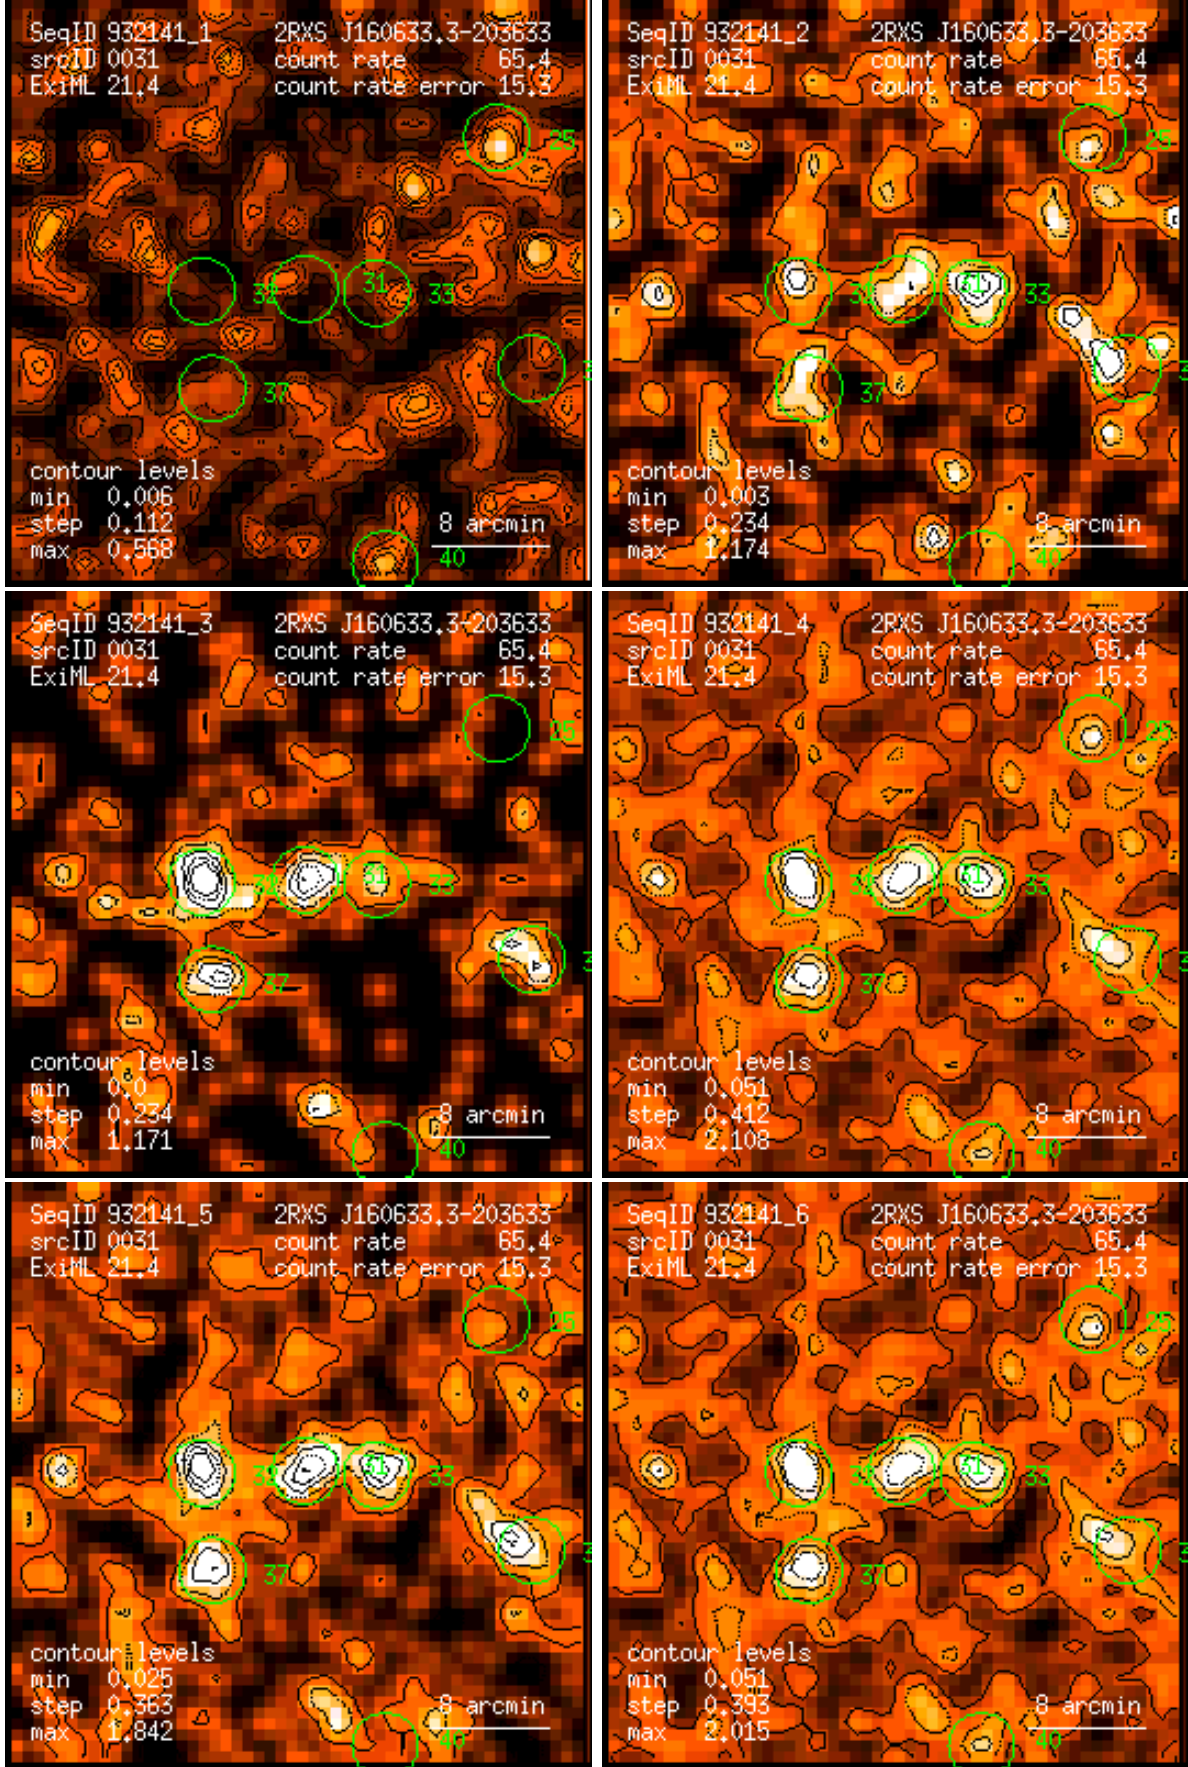 SeqID 932141_1 2RXS J160633.3-203633
srcID 0031 count rate 65.4
ExiML 21.4 count rate error 15.3
25
31
32 33
37
contour levels
min 0.006
step 0.112 8 arcmin
max 0.568 40
SeqID 932141_2 2RXS J160633.3-203633
srcID 0031 count rate 65.4
ExiML 21.4 count rate error 15.3
25
31
32 33
37
contour levels
min 0.003
step 0.234 8 arcmin
max 1.174 40
SeqID 932141_3 2RXS J160633.3-203633
srcID 0031 count rate 65.4
ExiML 21.4 count rate error 15.3
25
31
32 33
37
contour levels
min 0.0
step 0.234 8 arcmin
max 1.171 40
SeqID 932141_4 2RXS J160633.3-203633
srcID 0031 count rate 65.4
ExiML 21.4 count rate error 15.3
25
31
32 33
37
contour levels
min 0.051
step 0.412 8 arcmin
max 2.108 40
SeqID 932141_5 2RXS J160633.3-203633
srcID 0031 count rate 65.4
ExiML 21.4 count rate error 15.3
25
31
32 33
37
contour levels
min 0.025
step 0.363 8 arcmin
max 1.842 40
SeqID 932141_6 2RXS J160633.3-203633
srcID 0031 count rate 65.4
ExiML 21.4 count rate error 15.3
25
31
32 33
37
contour levels
min 0.051
step 0.393 8 arcmin
max 2.015 40